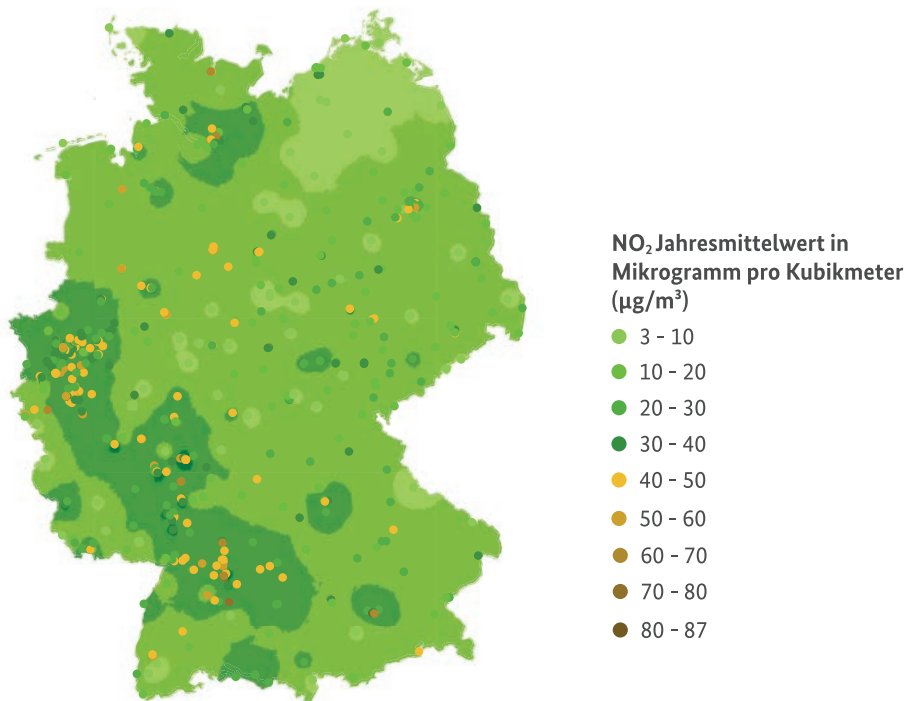 NO₂ Jahresmittelwert in
Mikrogramm pro Kubikmeter
(µg/m³)
3 – 10
10 – 20
20 – 30
30 – 40
40 – 50
50 – 60
60 – 70
70 – 80
80 – 87